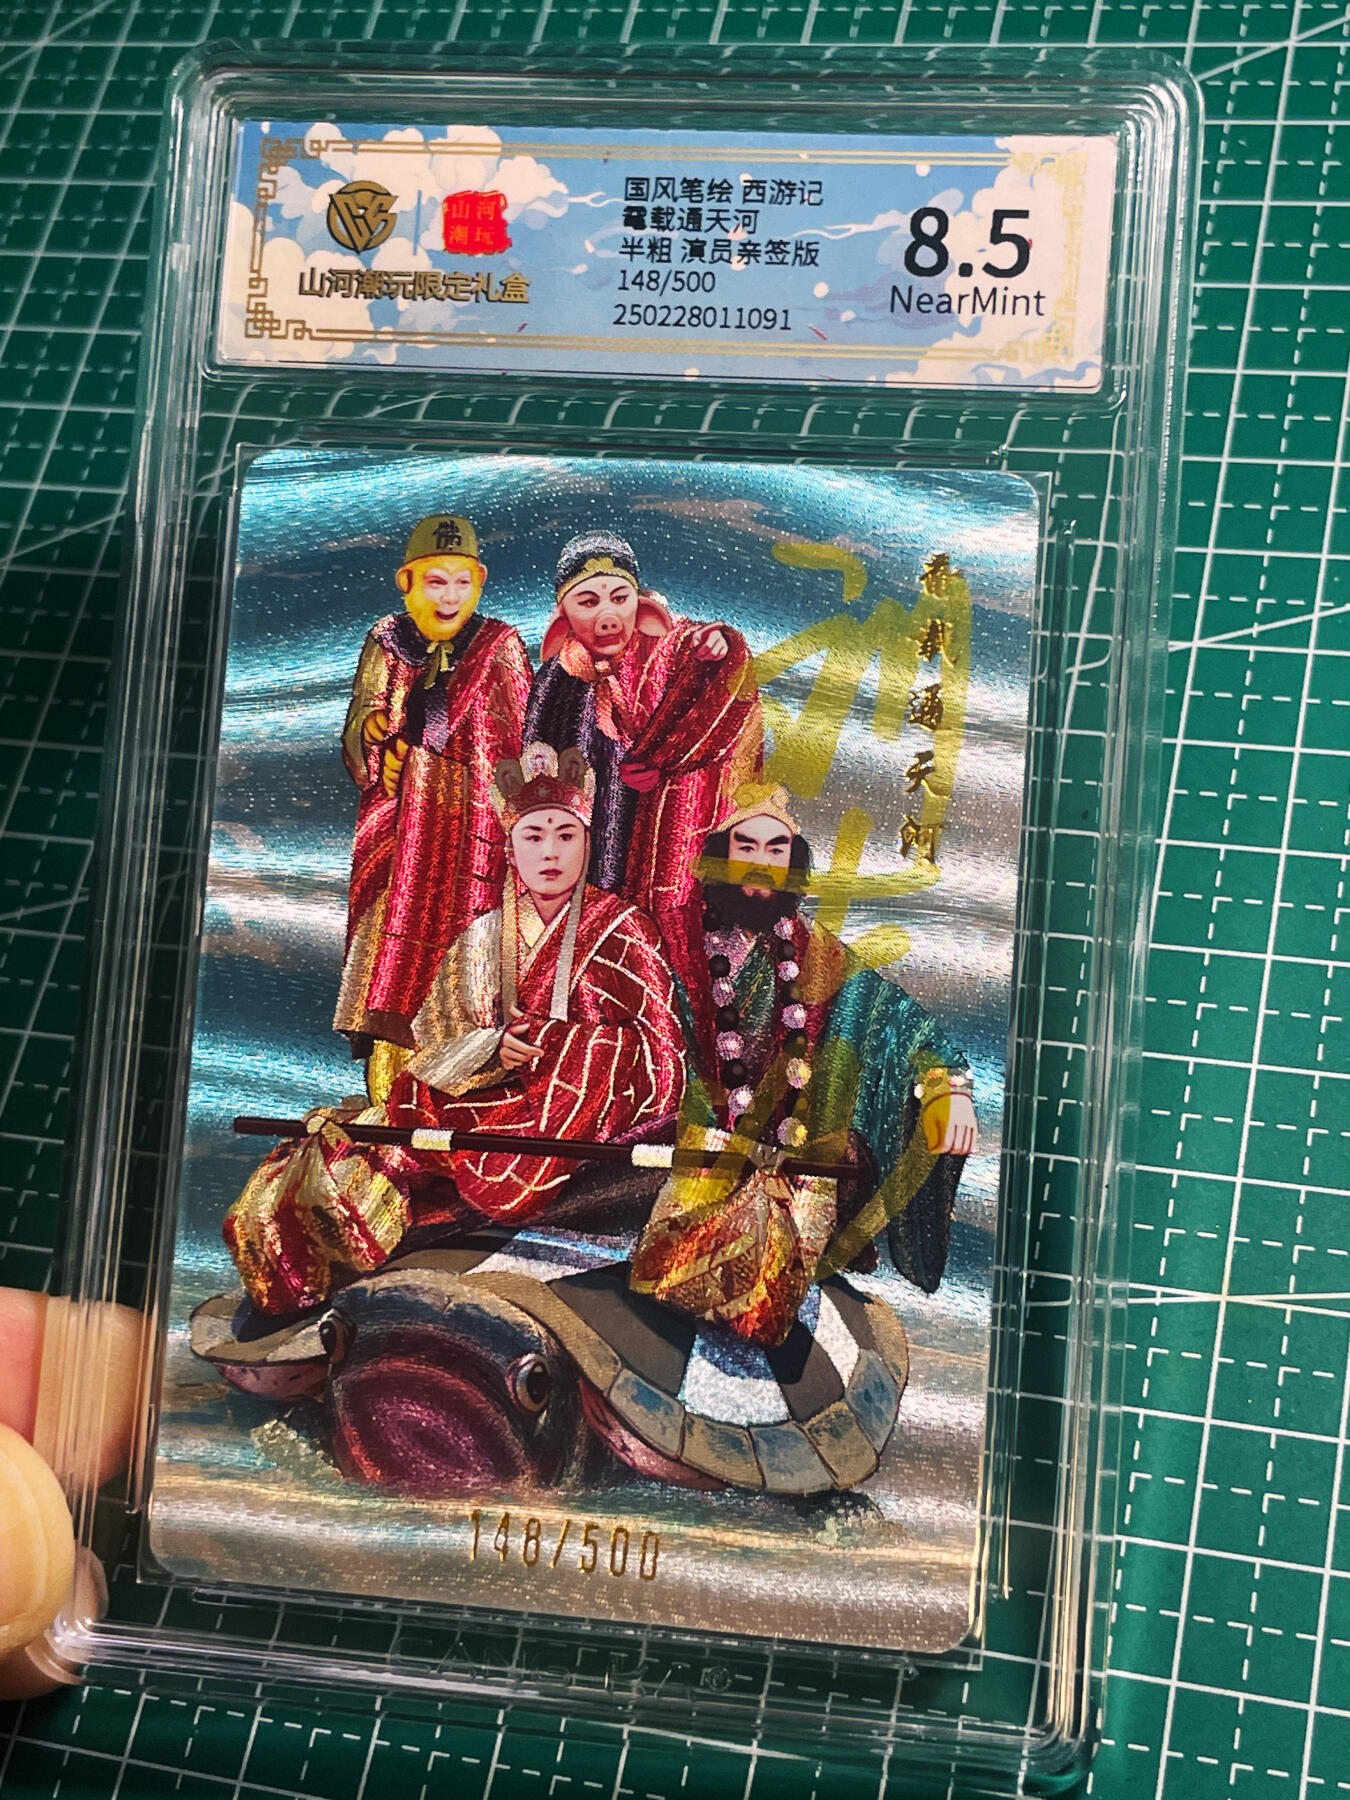 山河
潮玩
山河潮玩限定礼盒
国风笔绘 西游记
鼋载通天河
半粗 演员亲签版
148/500
250228011091
8.5
NearMint
佛
鼋载通天河
148/500